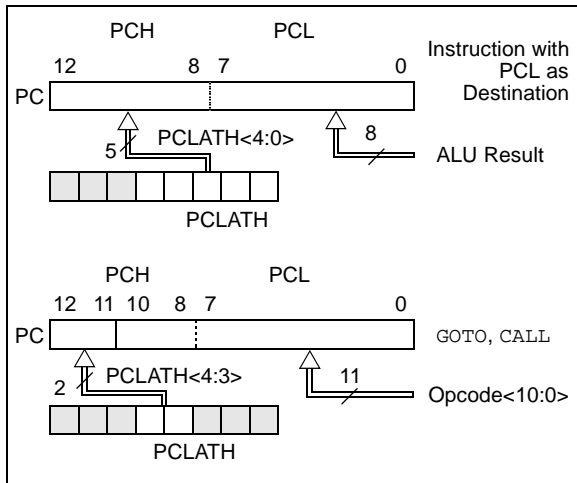 PCH PCL
12 8 7 0
Instruction with
PCL as
Destination
PC
5 PCLATH<4:0> 8
ALU Result
PCLATH
PCH PCL
12 11 10 8 7 0
PC GOTO, CALL
2 PCLATH<4:3> 11
Opcode<10:0>
PCLATH